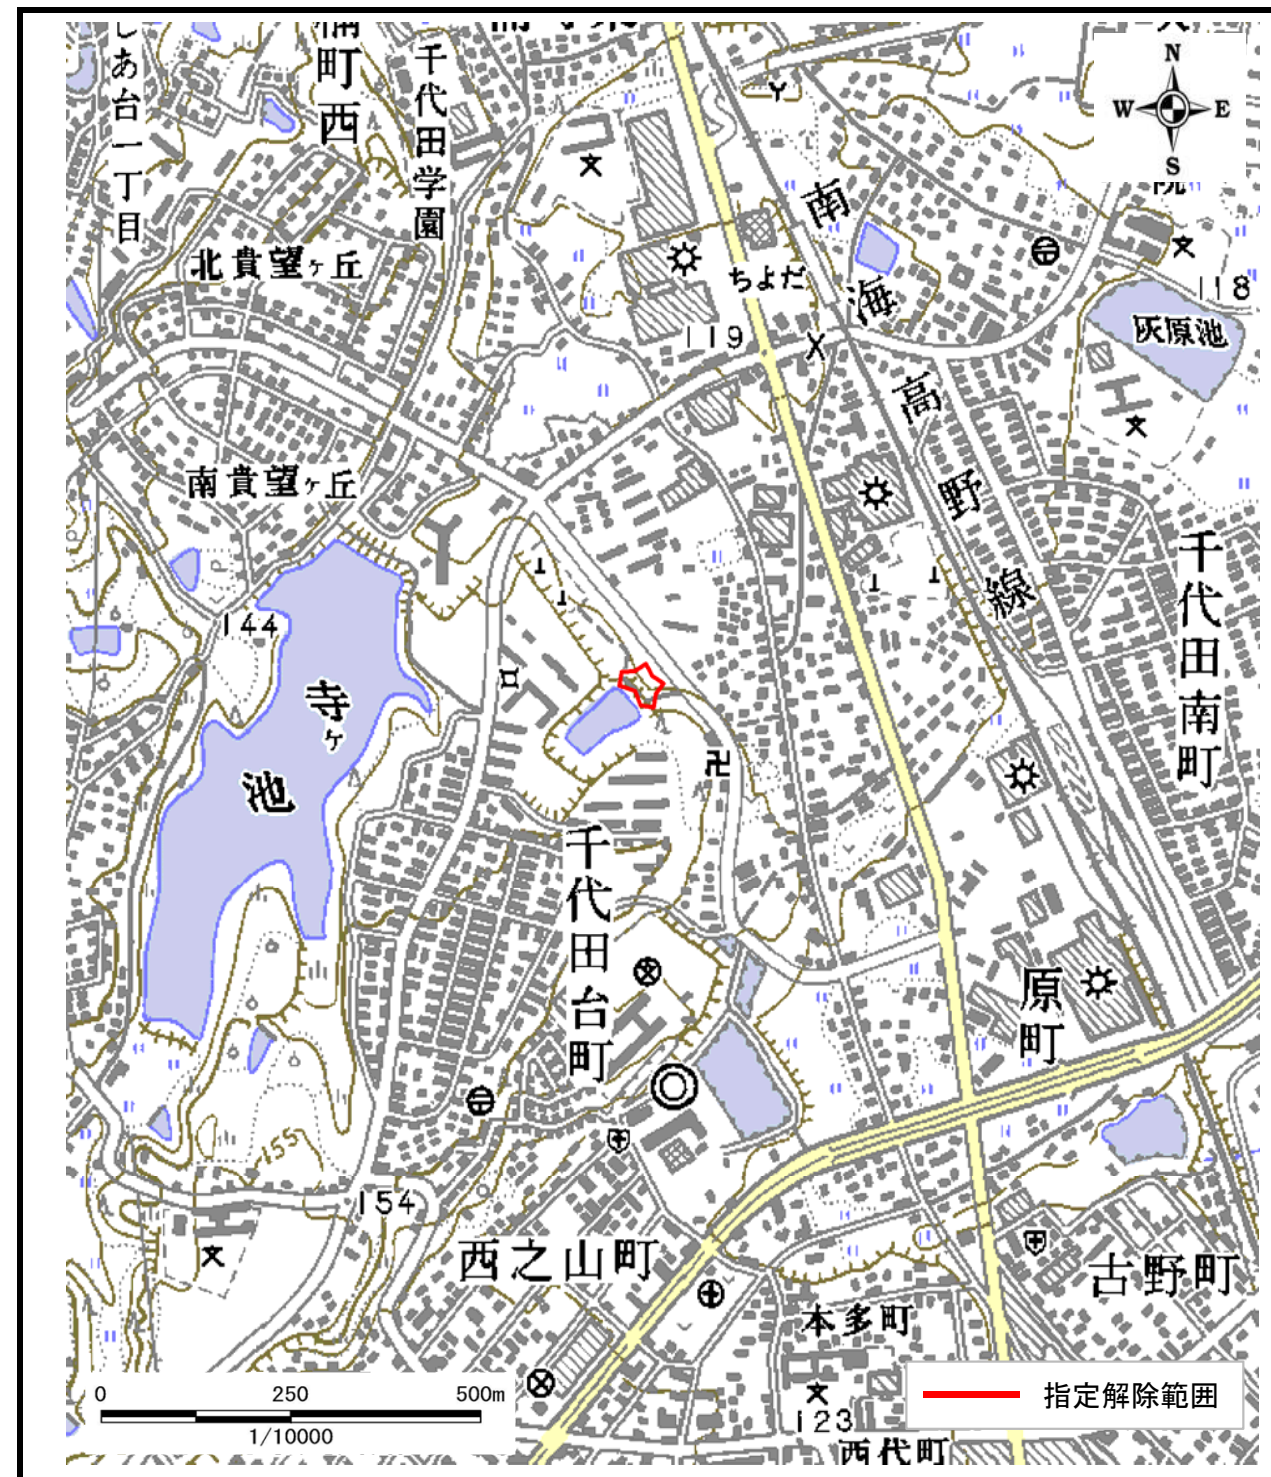 しあ台一丁目
楠町西
千代田学園
N
W
E
S
院
北貴望ヶ丘
南
海
高
野
線
ちよだ
119
118
灰原池
南貴望ヶ丘
千代田南町
144
寺ヶ
池
千代田台町
原町
155
154
西之山町
古野町
本多町
123
西代町
0 250 500m
1/10000
指定解除範囲